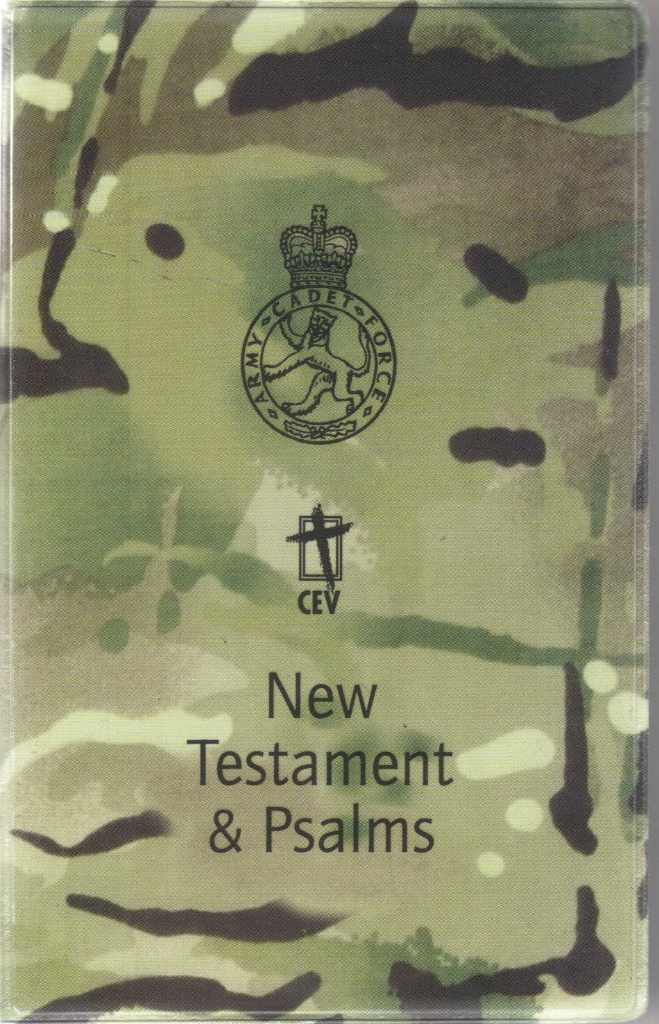 ARMY CADET FORCE
CEV
New
Testament
& Psalms